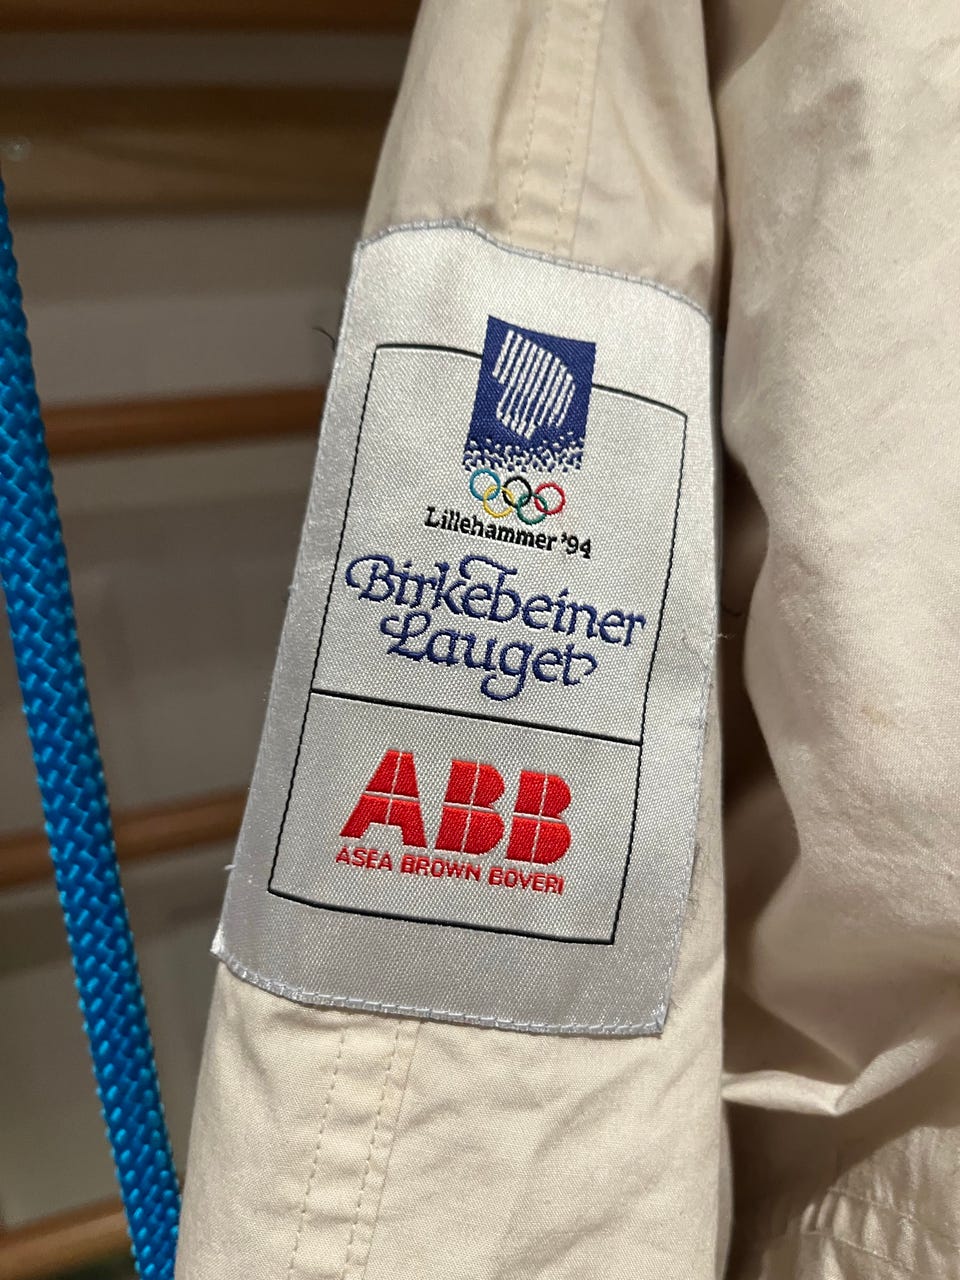 Lillehammer '94
Birkebeiner
Lauget
ABB
ASEA BROWN BOVERI